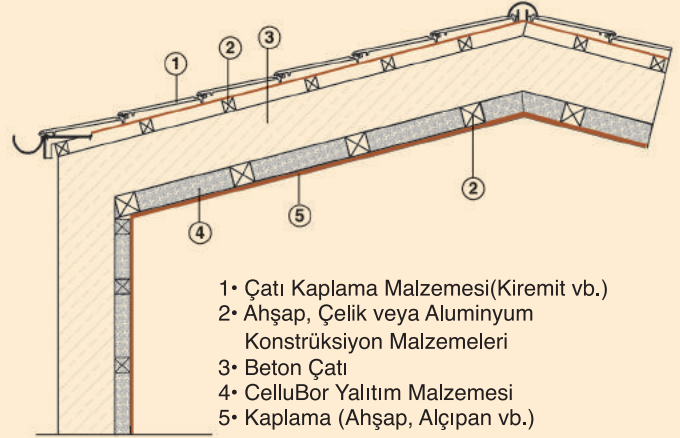 1
2
3
4
5
2
1• Çatı Kaplama Malzemesi(Kiremit vb.)
2• Ahşap, Çelik veya Aluminyum
Konstrüksiyon Malzemeleri
3• Beton Çatı
4• CelluBor Yalıtım Malzemesi
5• Kaplama (Ahşap, Alçıpan vb.)